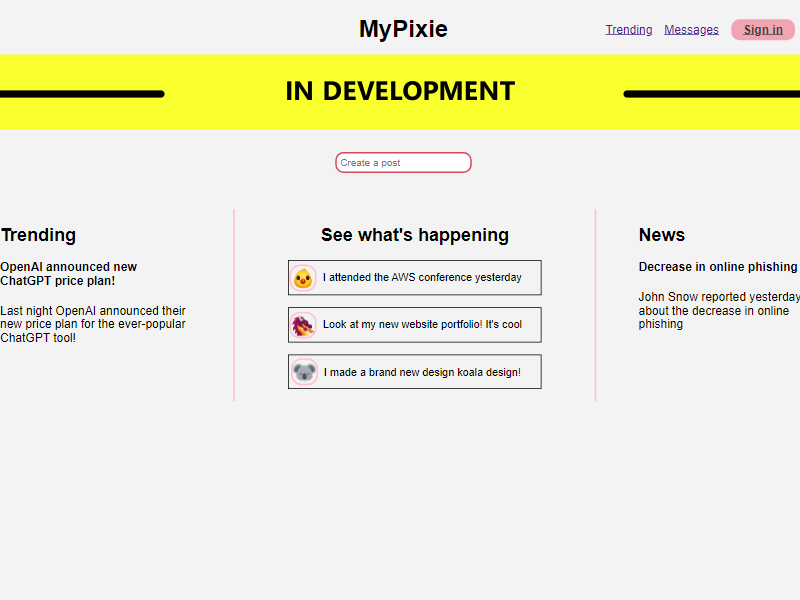 MyPixie
Trending
Messages
Sign in
IN DEVELOPMENT
Create a post
Trending
OpenAI announced new
ChatGPT price plan!
Last night OpenAI announced their
new price plan for the ever-popular
ChatGPT tool!
See what's happening
I attended the AWS conference yesterday
Look at my new website portfolio! It's cool
I made a brand new design koala design!
News
Decrease in online phishing
John Snow reported yesterday
about the decrease in online
phishing